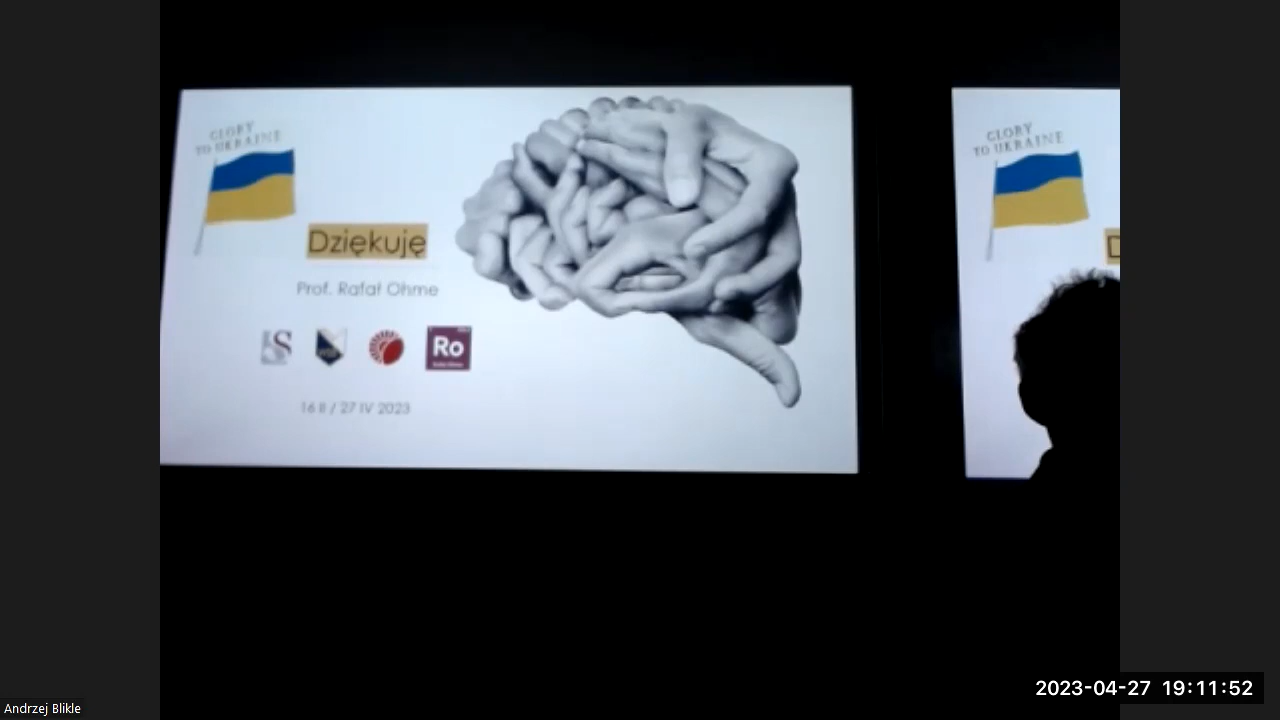 GLORY
TO UKRAINE
Dziękuję
Prof. Rafał Ohme
S
Ro
16 II / 27 IV 2023
GLORY
TO UKRAINE
D
2023-04-27 19:11:52
Andrzej Blikle